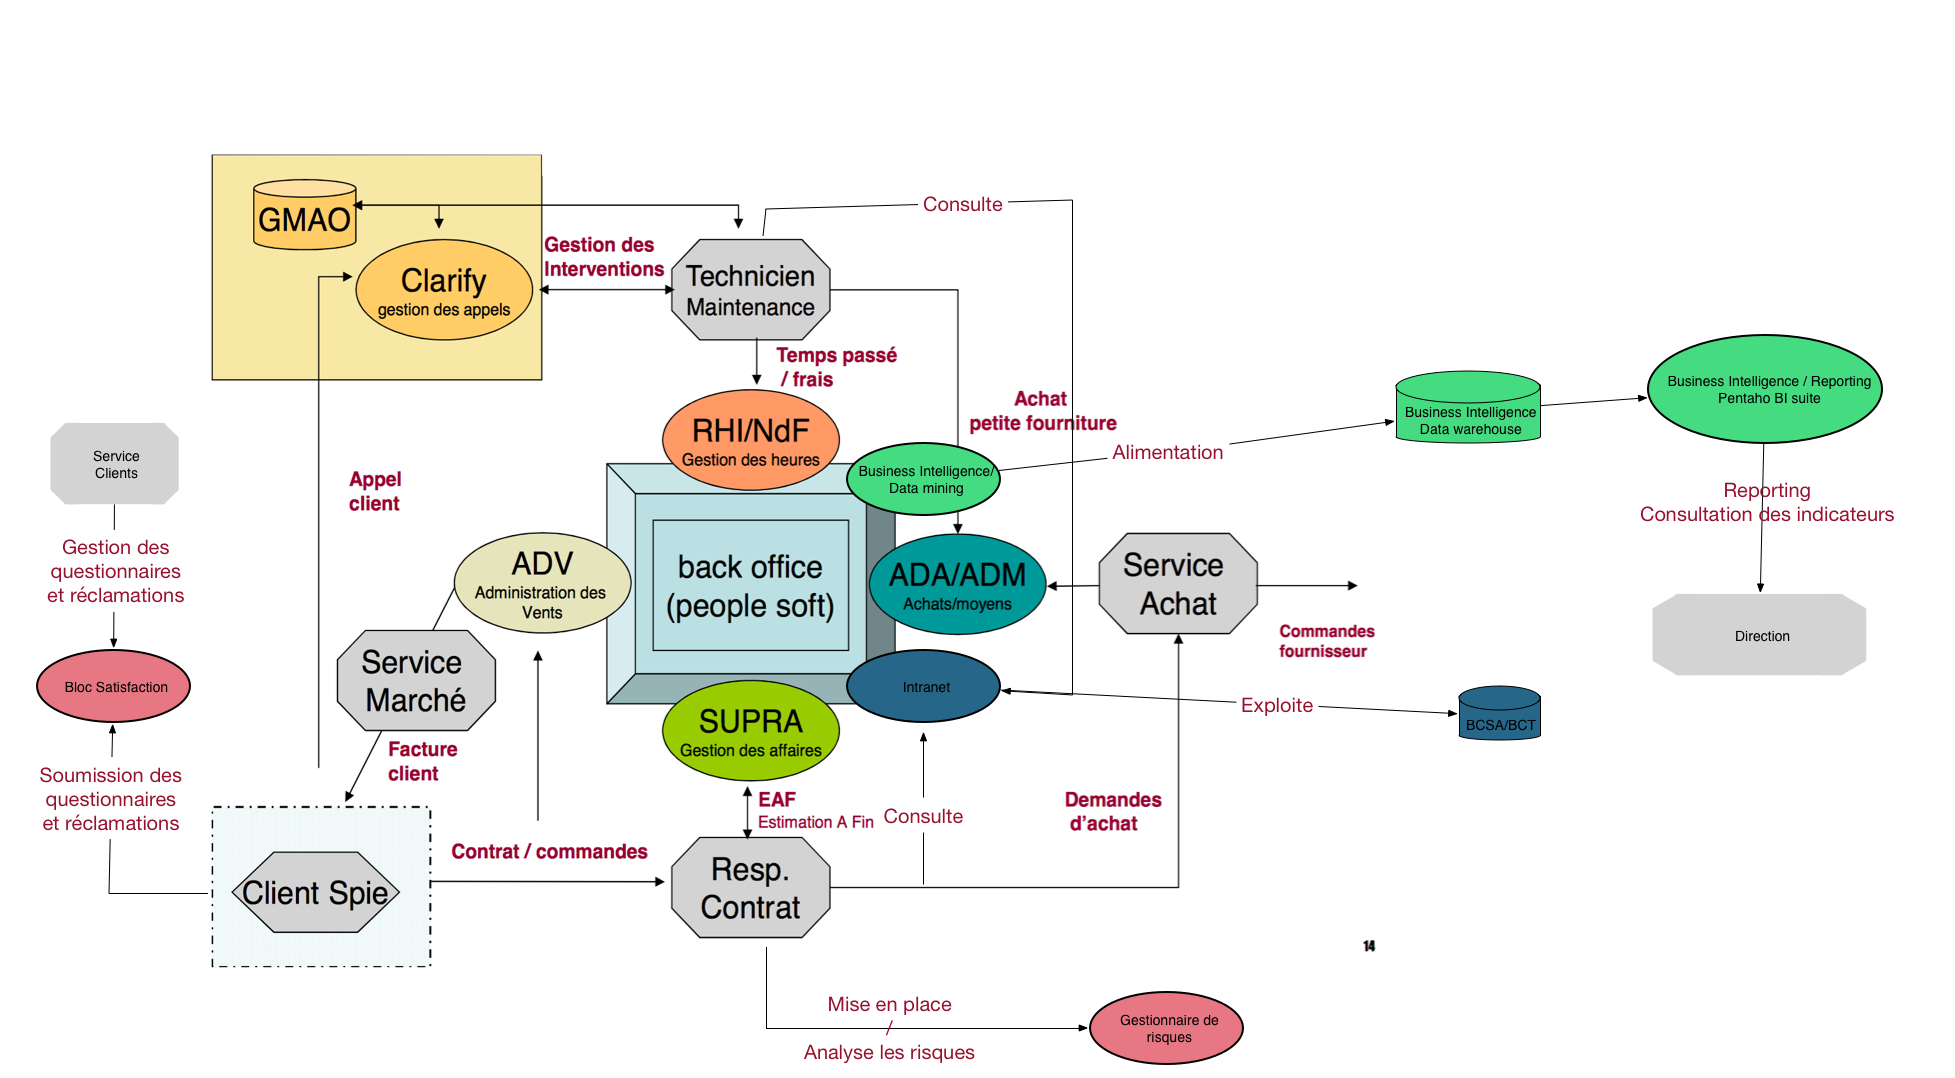 GMAO
Clarify
gestion des appels
Gestion des
Interventions
Technicien
Maintenance
Consulte
Temps passé
/ frais
RHI/NdF
Gestion des heures
Achat
petite fourniture
Business Intelligence/
Data mining
Alimentation
Business Intelligence
Data warehouse
Business Intelligence / Reporting
Pentaho BI suite
Reporting
Consultation des indicateurs
Direction
Service
Clients
Gestion des
questionnaires
et réclamations
Bloc Satisfaction
Soumission des
questionnaires
et réclamations
Appel
client
ADV
Administration des
Vents
back office
(people soft)
ADA/ADM
Achats/moyens
Service
Achat
Commandes
fournisseur
Service
Marché
Facture
client
SUPRA
Gestion des affaires
Intranet
Exploite
BCSA/BCT
EAF
Estimation A Fin
Consulte
Demandes
d'achat
Client Spie
Contrat / commandes
Resp.
Contrat
14
Mise en place
/
Analyse les risques
Gestionnaire de
risques